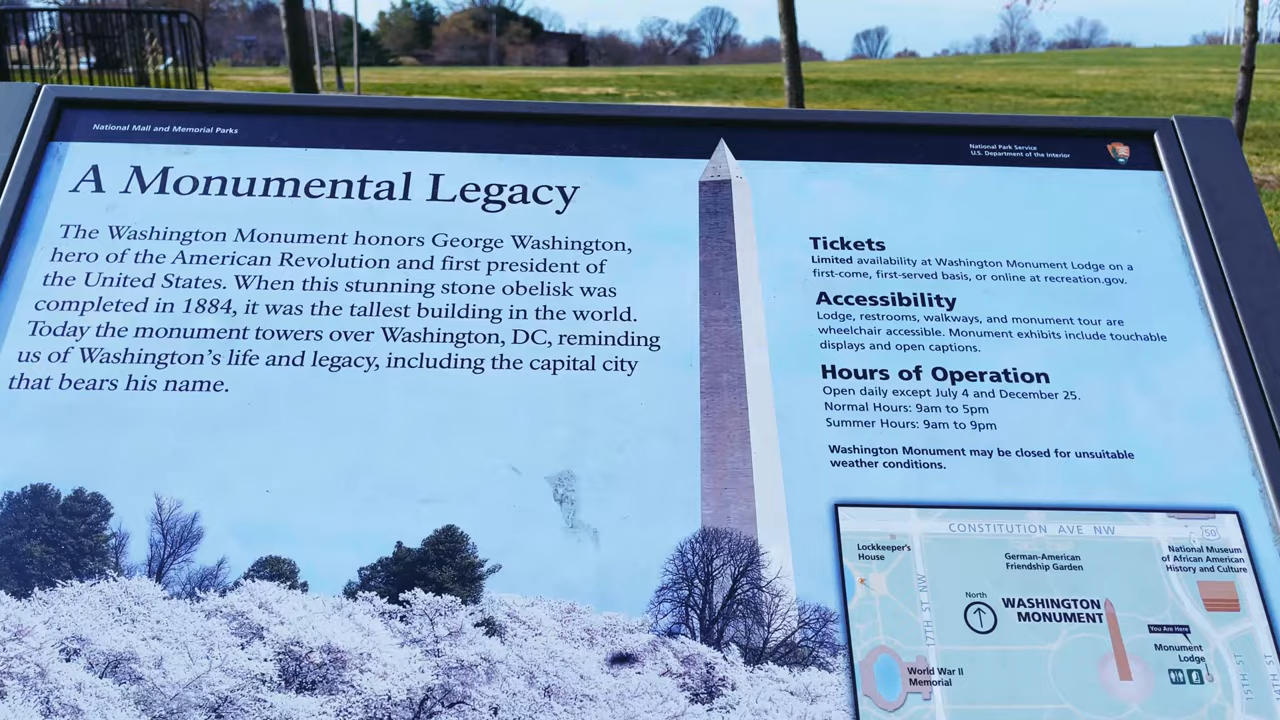 National Mall and Memorial Parks
National Park Service
U.S. Department of the Interior
A Monumental Legacy
The Washington Monument honors George Washington,
hero of the American Revolution and first president of
the United States. When this stunning stone obelisk was
completed in 1884, it was the tallest building in the world.
Today the monument towers over Washington, DC, reminding
us of Washington's life and legacy, including the capital city
that bears his name.
Tickets
Limited availability at Washington Monument Lodge on a
first-come, first-served basis, or online at recreation.gov.
Accessibility
Lodge, restrooms, walkways, and monument tour are
wheelchair accessible. Monument exhibits include touchable
displays and open captions.
Hours of Operation
Open daily except July 4 and December 25.
Normal Hours: 9am to 5pm
Summer Hours: 9am to 9pm
Washington Monument may be closed for unsuitable
weather conditions.
CONSTITUTION AVE NW
50
Lockkeeper's
House
German-American
Friendship Garden
National Museum
of African American
History and Culture
17TH ST NW
North
WASHINGTON
MONUMENT
You Are Here
Monument
Lodge
World War II
Memorial
15TH ST
15TH ST